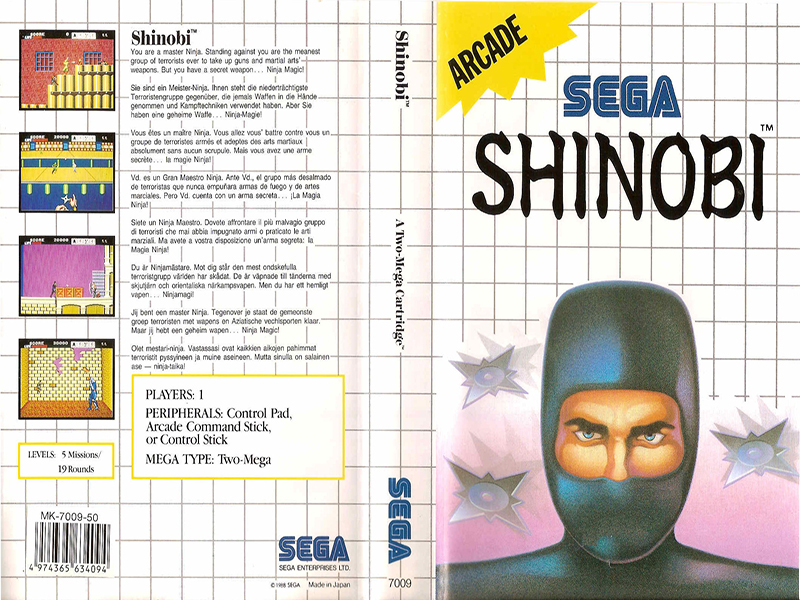 Shinobi™
You are a master Ninja. Standing against you are the meanest
group of terrorists ever to take up guns and martial arts'
weapons. But you have a secret weapon... Ninja Magic!
Sie sind ein Meister-Ninja. Ihnen steht die niederträchtigste
Terroristengruppe gegenüber, die jemals Waffen in die Hände
genommen und Kampftechniken verwendet haben. Aber Sie
haben eine geheime Waffe... Ninja-Magie!
Vous êtes un maître Ninja. Vous allez vous' battre contre vous un
groupe de terroristes armés et adeptes des arts martiaux
absolument sans aucun scrupule. Mais vous avez une arme
secrète... la magie Ninja!
Vd. es un Gran Maestro Ninja. Ante Vd., el grupo más desalmado
de terroristas que nunca empuñara armas de fuego y de artes
marciales. Pero Vd. cuenta con un arma secreta... ¡La Magia
Ninja!
Siete un Ninja Maestro. Dovete affrontare il più malvagio gruppo
di terroristi che mai abbia impugnato armi o praticato le arti
marziali. Ma avete a vostra disposizione un'arma segreta: la
Magia Ninja!
Du är Ninjamästare. Mot dig står den mest ondskefulla
terroristgrupp världen har skådat. De är väpnade till tänderna med
skjutjärn och orientaliska närkampsvapen. Men du har ett hemligt
vapen... Ninjamagi!
Jij bent een master Ninja. Tegenover je staat de gemeenste
groep terroristen met wapens en Aziatische vechtsporten klaar.
Maar jij hebt een geheim wapen... Ninja Magic!
Olet mestari-ninja. Vastassasi ovat kaikkien aikojen pahimmat
terroristit pyssyineen ja muine aseineen. Mutta sinulla on salainen
ase — ninja-taika!
PLAYERS: 1
PERIPHERALS: Control Pad,
Arcade Command Stick,
or Control Stick
MEGA TYPE: Two-Mega
LEVELS: 5 Missions/
19 Rounds
MK-7009-50
4 974365 634094
SEGA
SEGA ENTERPRISES LTD.
© 1988 SEGA Made in Japan
Shinobi™
A Two-Mega Cartridge™
SEGA
7009
ARCADE
SEGA
SHINOBI™